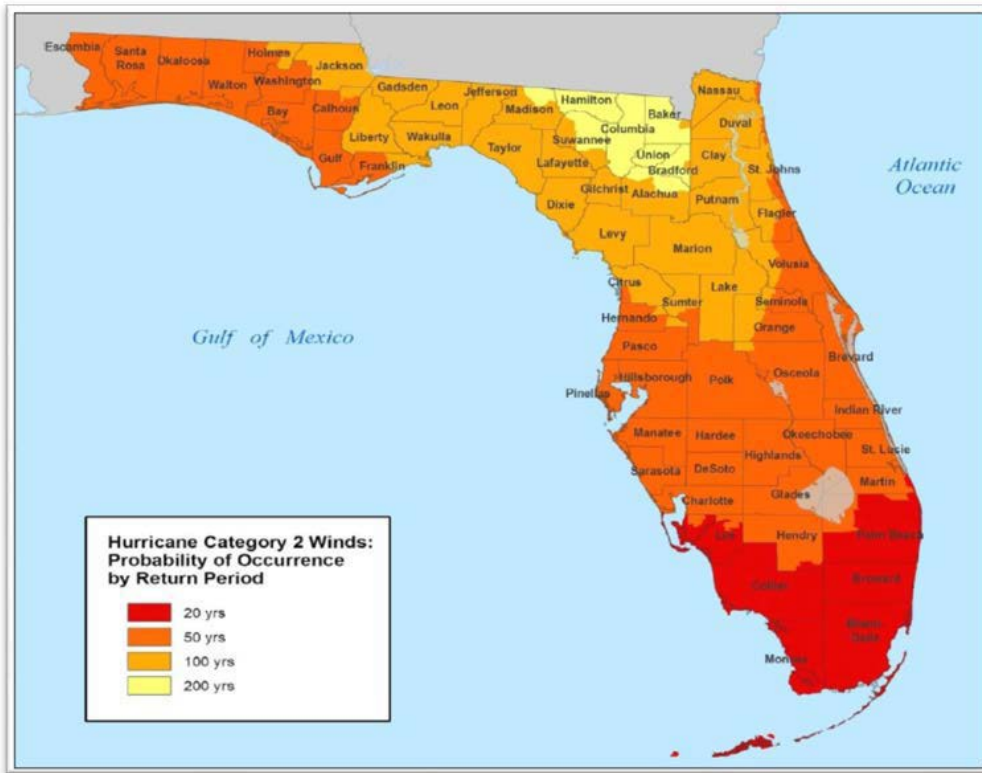 Escambia
Santa
Rosa
Okaloosa
Walton
Holmes
Washington
Jackson
Bay
Calhoun
Gulf
Gadsden
Liberty
Franklin
Leon
Wakulla
Jefferson
Madison
Taylor
Hamilton
Suwannee
Lafayette
Dixie
Columbia
Baker
Union
Bradford
Gilchrist
Alachua
Levy
Nassau
Duval
Clay
St. Johns
Putnam
Flagler
Marion
Volusia
Citrus
Lake
Sumter
Seminole
Hernando
Orange
Pasco
Brevard
Osceola
Pinellas
Hillsborough
Polk
Indian River
Manatee
Hardee
Okeechobee
Highlands
St. Lucie
Sarasota
DeSoto
Martin
Charlotte
Glades
Lee
Hendry
Palm Beach
Collier
Broward
Miami-
Dade
Monroe
Atlantic
Ocean
Gulf of Mexico
Hurricane Category 2 Winds:
Probability of Occurrence
by Return Period
20 yrs
50 yrs
100 yrs
200 yrs